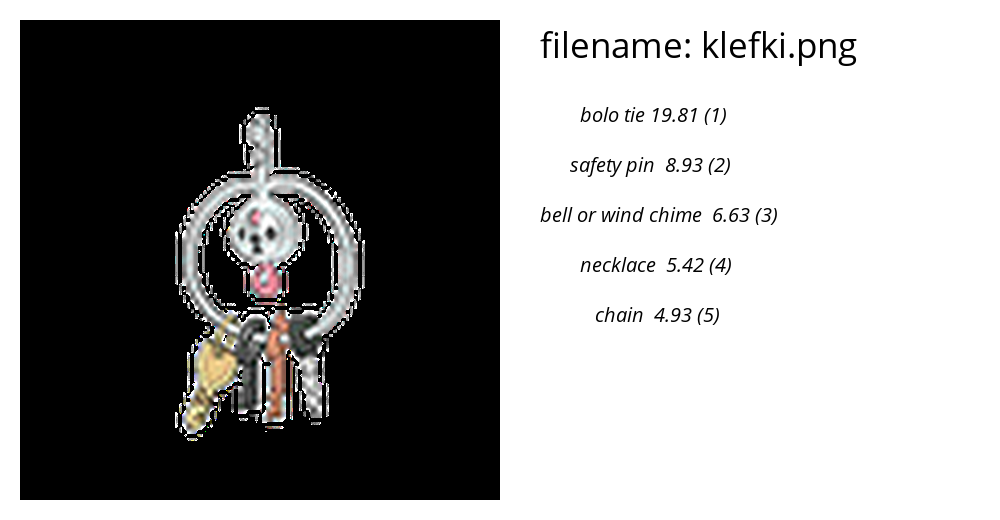 filename: klefki.png
bolo tie 19.81 (1)
safety pin 8.93 (2)
bell or wind chime 6.63 (3)
necklace 5.42 (4)
chain 4.93 (5)